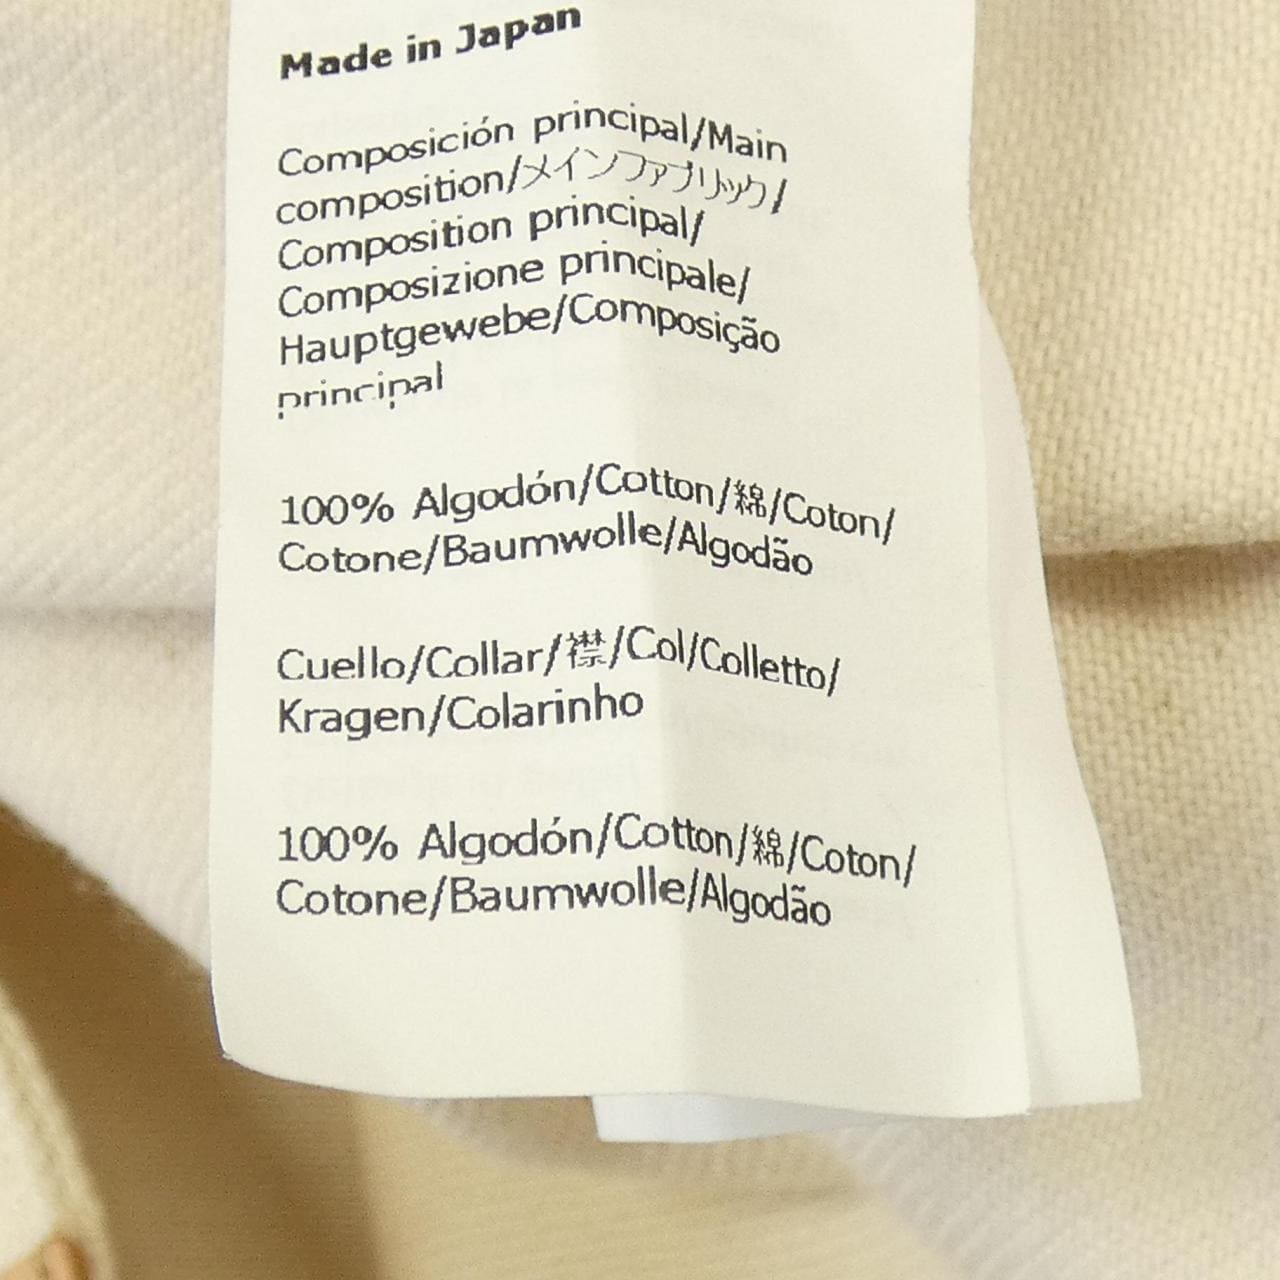 Made in Japan
Composición principal/Main
composition/メインファブリック/
Composition principal/
Composizione principale/
Hauptgewebe/Composição
principal
100% Algodón/Cotton/綿/Coton/
Cotone/Baumwolle/Algodão
Cuello/Collar/襟/Col/Colletto/
Kragen/Colarinho
100% Algodón/Cotton/綿/Coton/
Cotone/Baumwolle/Algodão